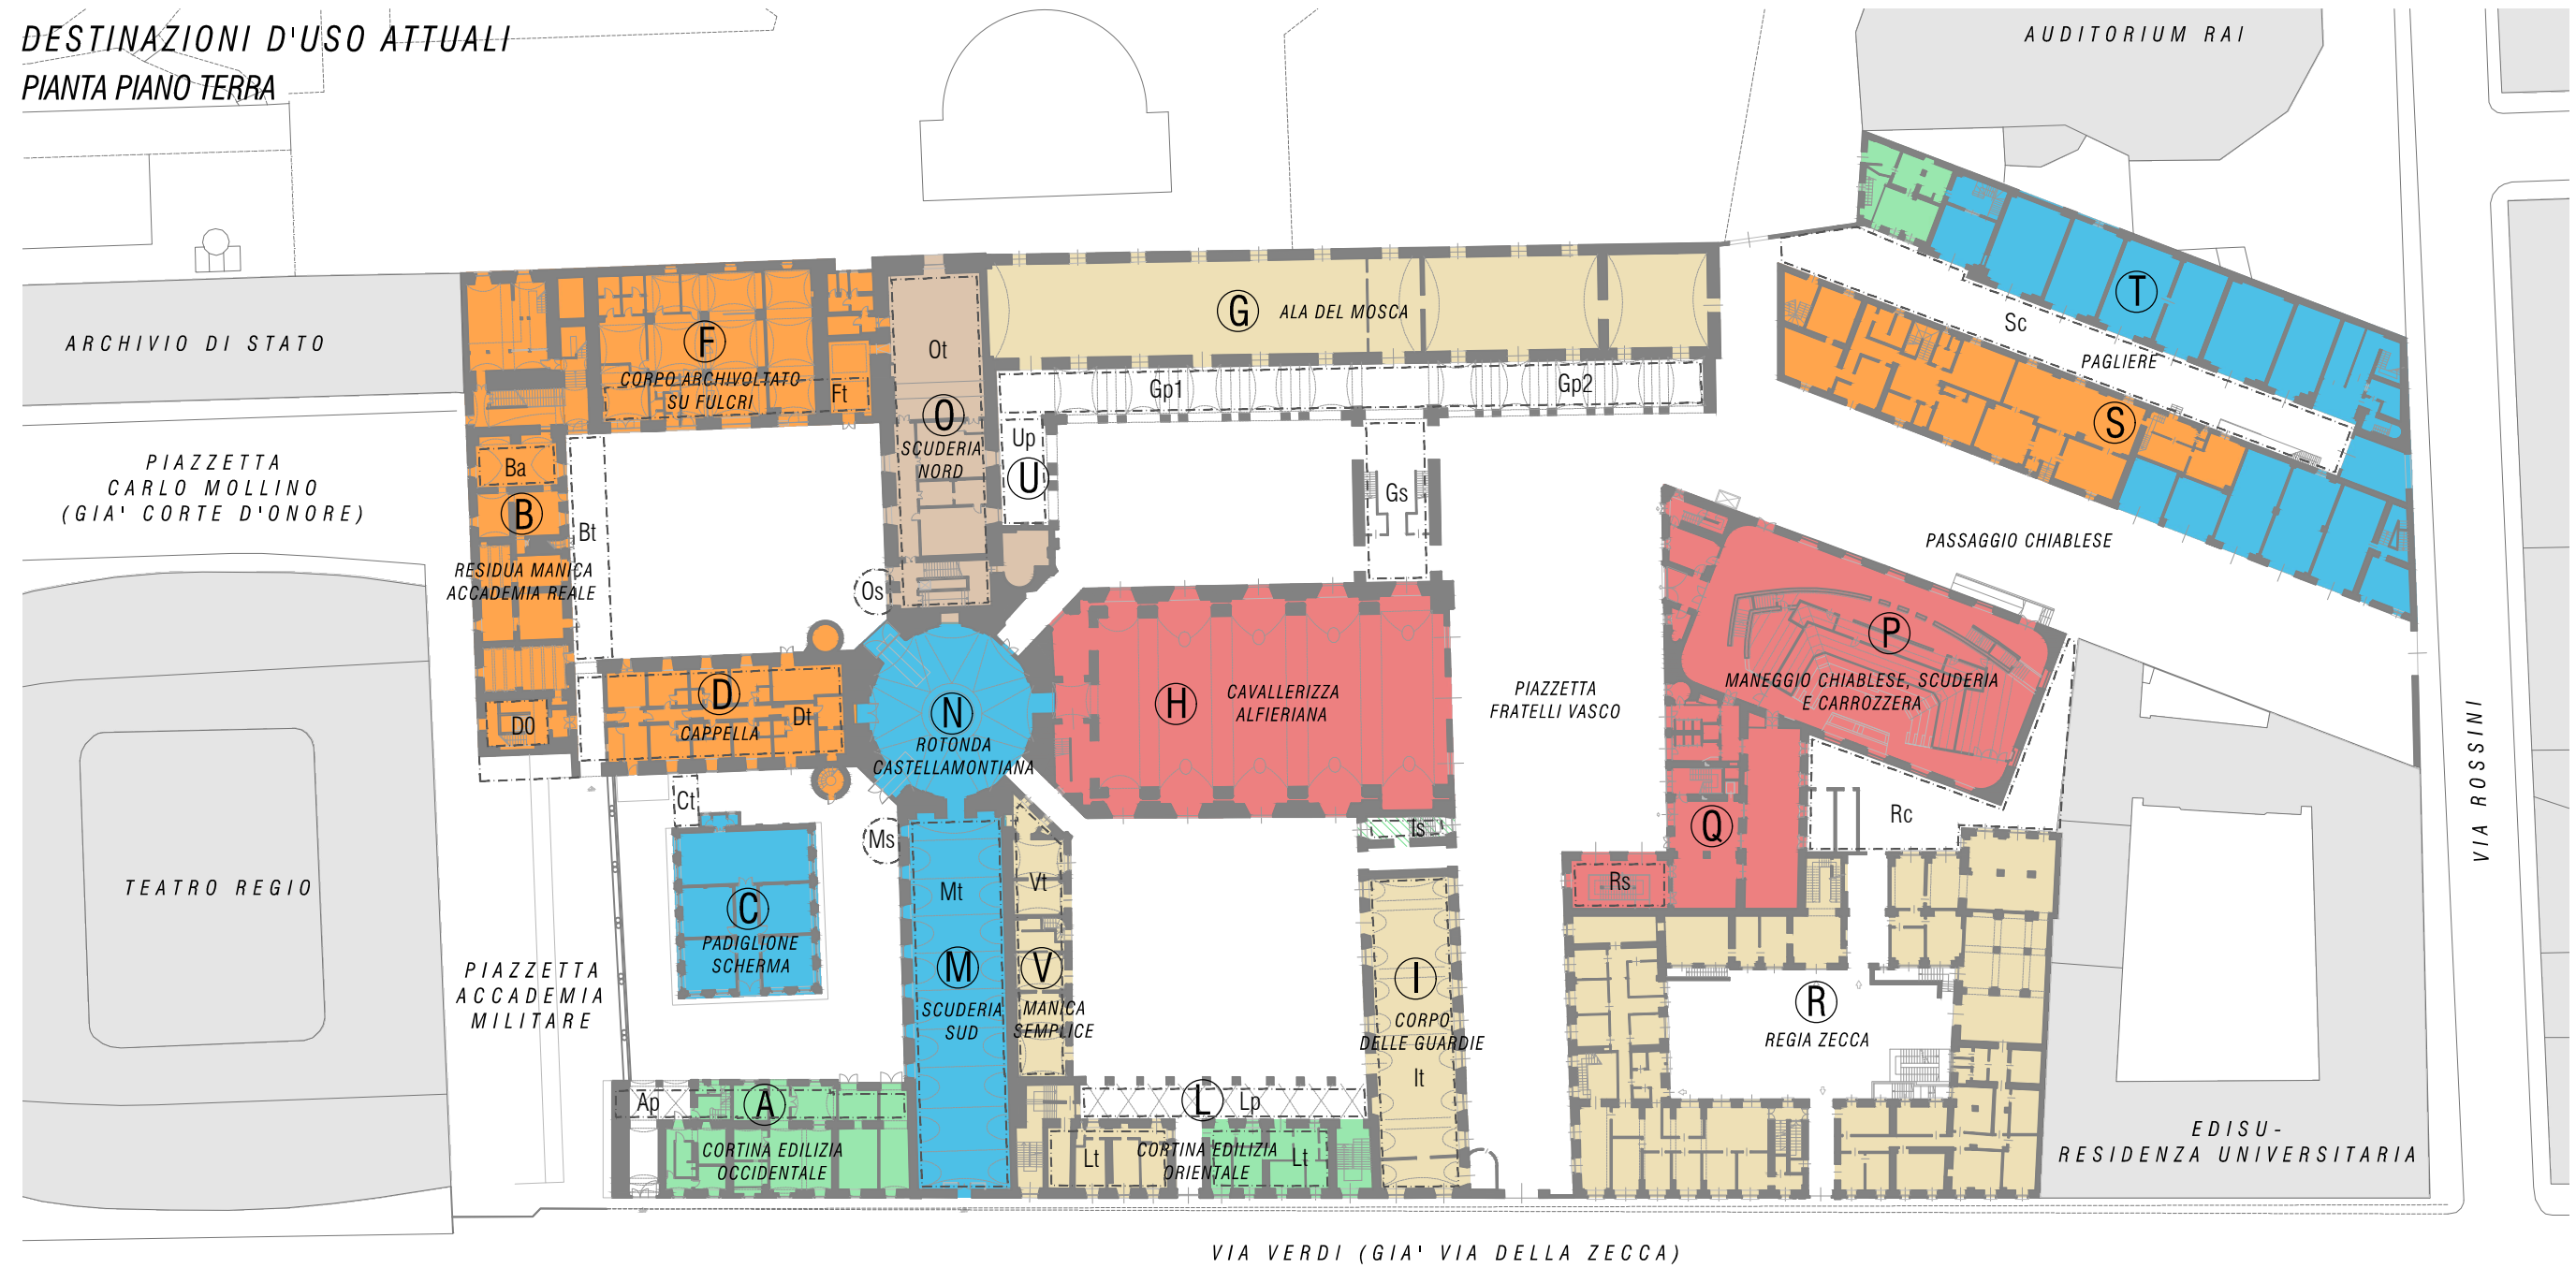 DESTINAZIONI D'USO ATTUALI
PIANTA PIANO TERRA
AUDITORIUM RAI
ARCHIVIO DI STATO
F
CORPO ARCHIVOLTATO
SU FULCRI
Ft
Ot
O
SCUDERIA
NORD
G
ALA DEL MOSCA
Gp1
Gp2
Up
U
Gs
T
Sc
PAGLIERE
S
PASSAGGIO CHIABLESE
PIAZZETTA
CARLO MOLLINO
(GIA' CORTE D'ONORE)
Ba
B
Bt
RESIDUA MANICA
ACCADEMIA REALE
Os
D
Dt
CAPPELLA
D0
N
ROTONDA
CASTELLAMONTIANA
H
CAVALLERIZZA
ALFIERIANA
PIAZZETTA
FRATELLI VASCO
P
MANEGGIO CHIABLESE, SCUDERIA
E CARROZZERA
VIA ROSSINI
Ct
Ms
Is
Q
Rc
Rs
TEATRO REGIO
C
PADIGLIONE
SCHERMA
Mt
M
SCUDERIA
SUD
Vt
V
MANICA
SEMPLICE
I
CORPO
DELLE GUARDIE
It
R
REGIA ZECCA
PIAZZETTA
ACCADEMIA
MILITARE
Ap
A
CORTINA EDILIZIA
OCCIDENTALE
L
Lp
Lt
CORTINA EDILIZIA
ORIENTALE
Lt
EDISU-
RESIDENZA UNIVERSITARIA
VIA VERDI (GIA' VIA DELLA ZECCA)